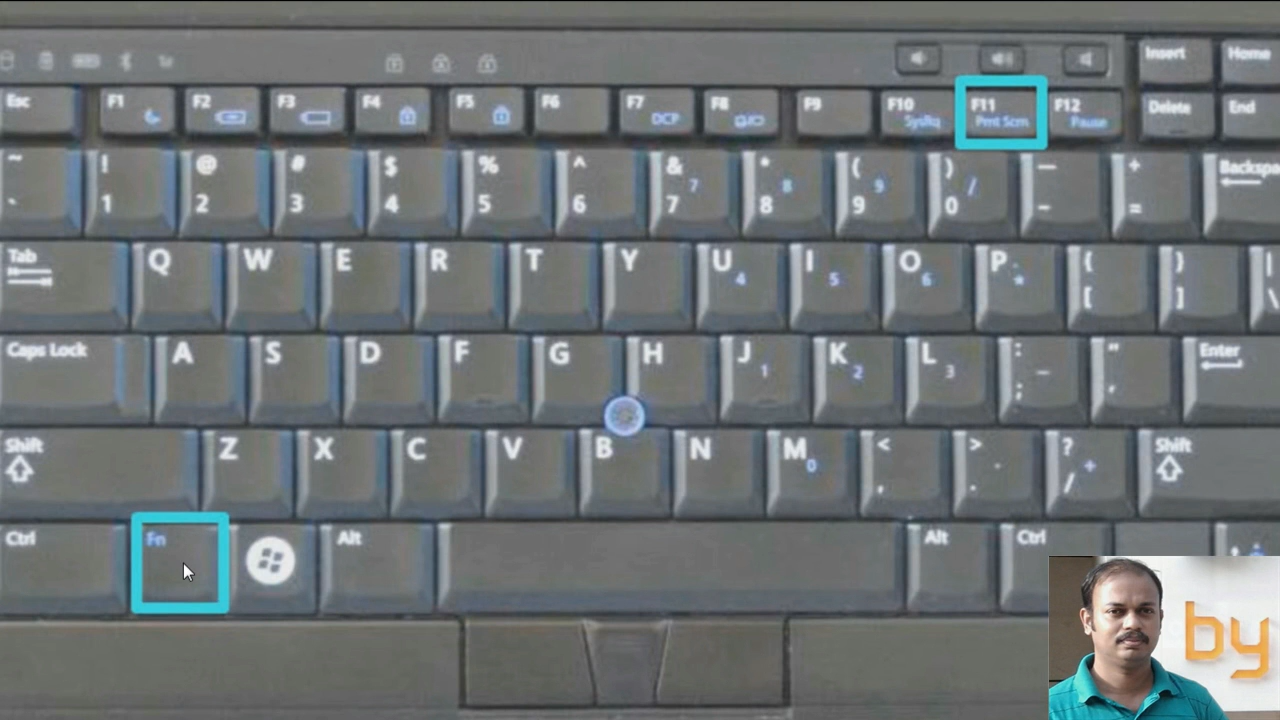 Insert Home
Esc F1 F2 F3 F4 F5 F6 F7 DCP F8 F9 F10 SysRq F11 Prnt Scrn F12 Pause Delete End
~ ! @ # $ % ^ & 7 * 8 ( 9 ) / — +
` 1 2 3 4 5 6 7 8 9 0 - = Backspa
Tab Q W E R T Y U 4 I 5 O 6 P * { } |
[ ] \
Caps Lock A S D F G H J 1 K 2 L 3 : – " Enter
; '
Shift Z X C V B N M 0 < > . ? + Shift
, . /
Ctrl Fn Alt Alt Ctrl
by